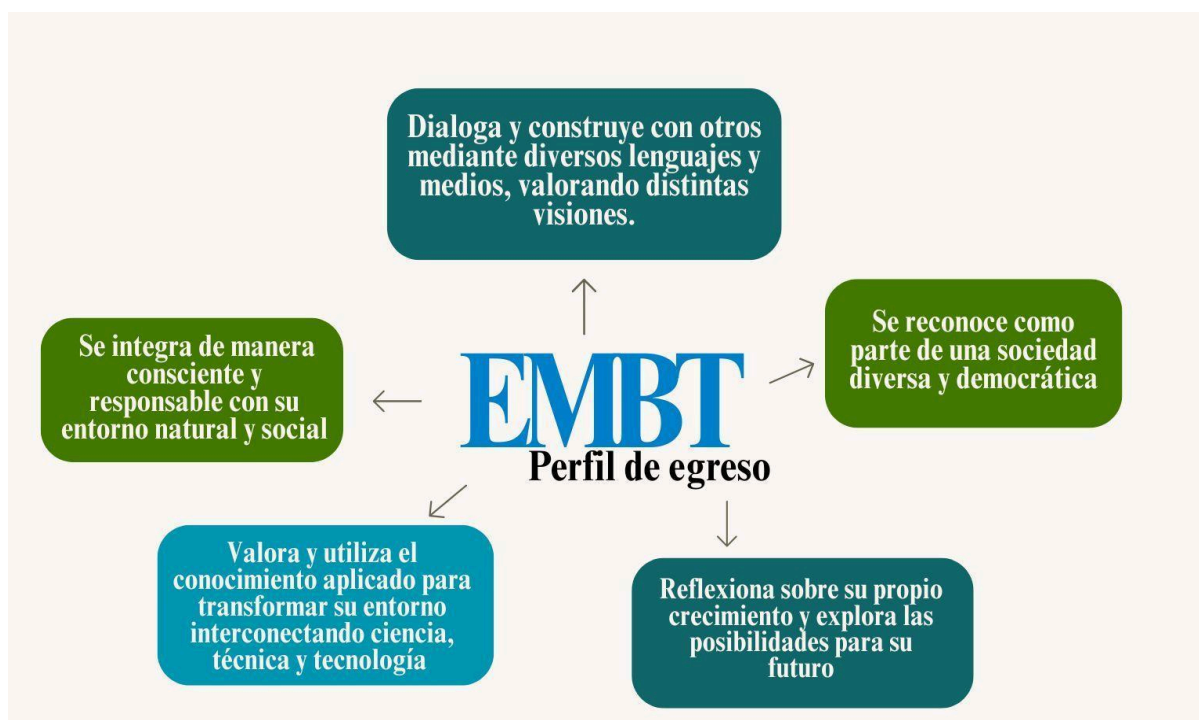 Dialoga y construye con otros
mediante diversos lenguajes y
medios, valorando distintas
visiones.
Se integra de manera
consciente y
responsable con su
entorno natural y social
EMBT
Perfil de egreso
Se reconoce como
parte de una sociedad
diversa y democrática
Valora y utiliza el
conocimiento aplicado para
transformar su entorno
interconectando ciencia,
técnica y tecnología
Reflexiona sobre su propio
crecimiento y explora las
posibilidades para su
futuro